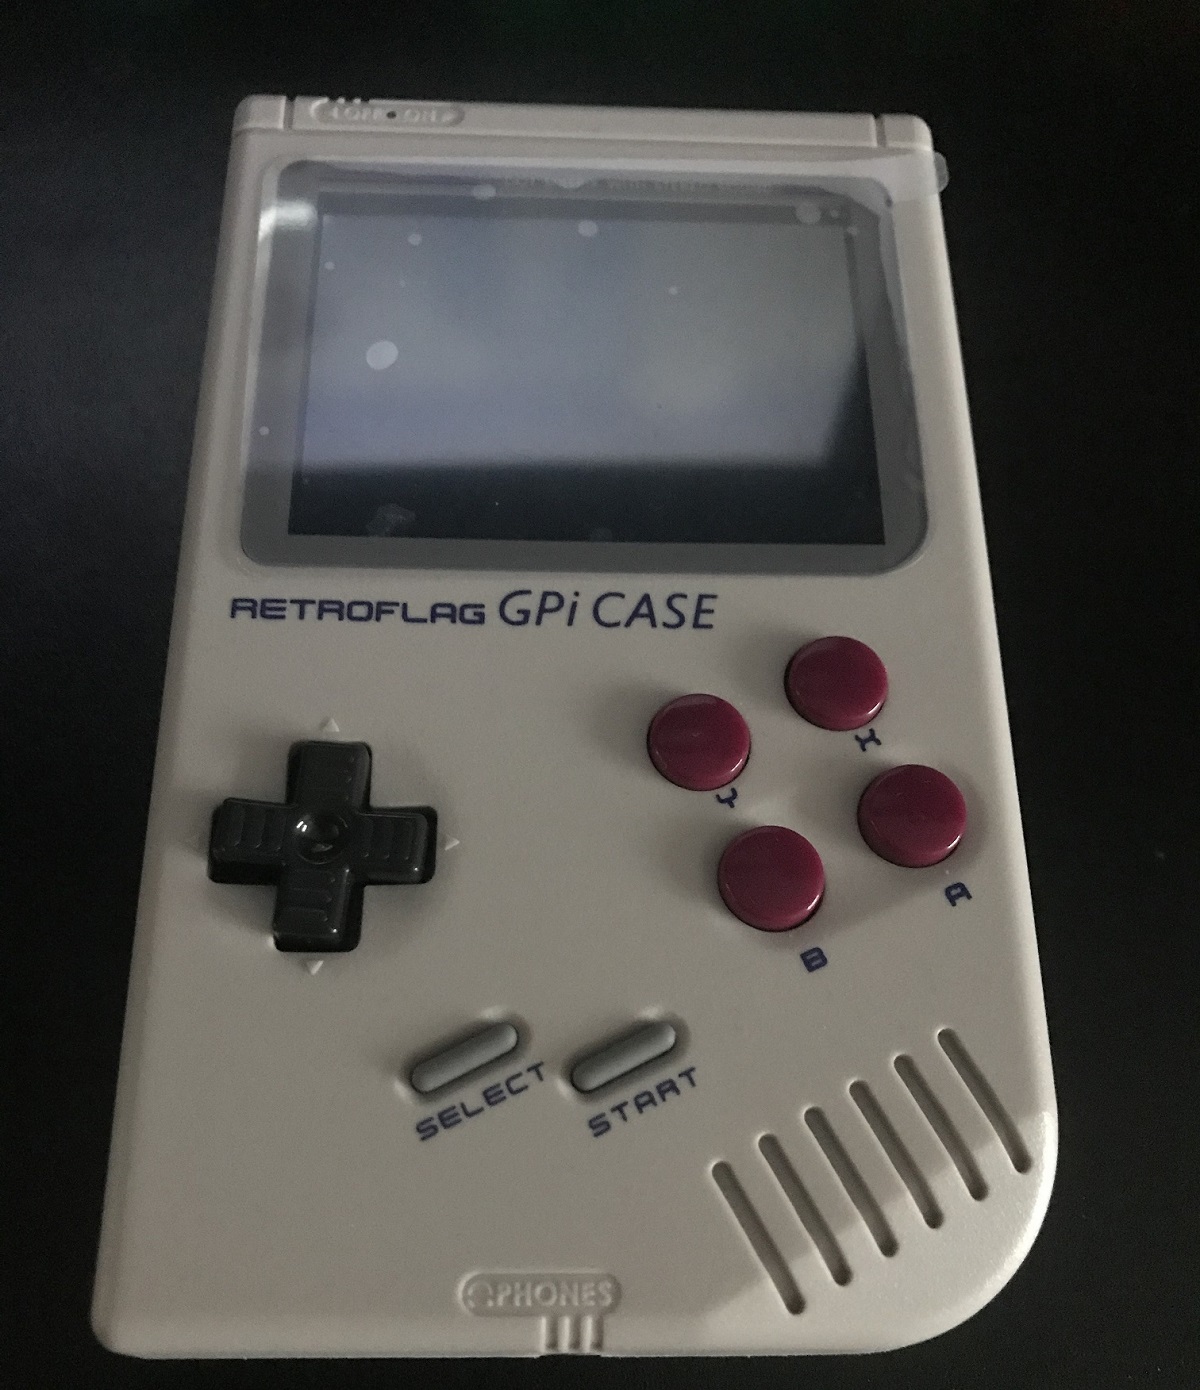 OFF•ON
RETROFLAG GPi CASE
X
Y
A
B
SELECT
START
PHONES